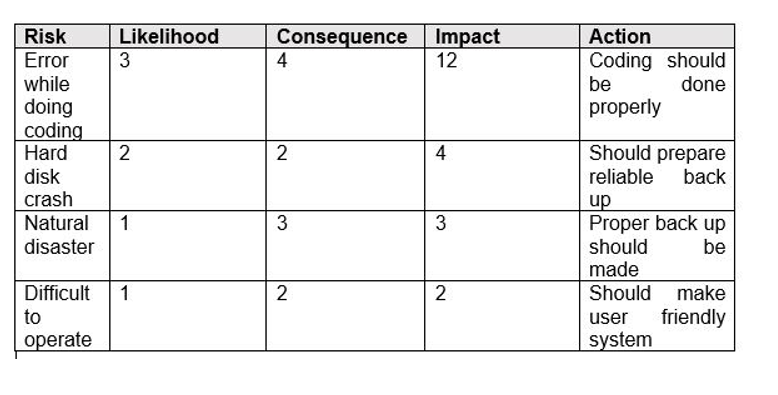 Risk Likelihood Consequence Impact Action
Error 3 4 12 Coding should
while be done
doing properly
coding
Hard 2 2 4 Should prepare
disk reliable back
crash up
Natural 1 3 3 Proper back up
disaster should be
made
Difficult 1 2 2 Should make
to user friendly
operate system